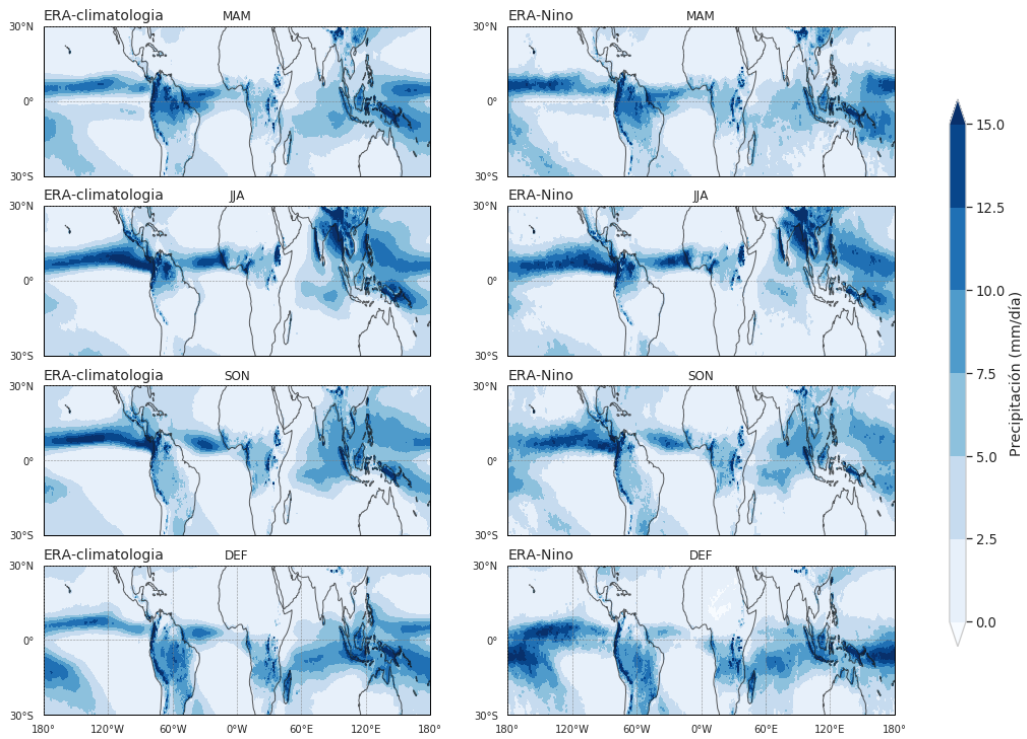 ERA-climatologia MAM
ERA-Nino MAM
30°N
0°
30°S
15.0
12.5
10.0
7.5
5.0
2.5
0.0
Precipitación (mm/día)
ERA-climatologia JJA
ERA-Nino JJA
30°N
0°
30°S
30°N
0°
30°S
30°N
0°
30°S
ERA-climatologia SON
ERA-Nino SON
30°N
0°
30°S
30°N
0°
30°S
ERA-climatologia DEF
ERA-Nino DEF
30°N
0°
30°S
30°N
0°
30°S
180° 120°W 60°W 0°W 60°E 120°E 180°
180° 120°W 60°W 0°W 60°E 120°E 180°